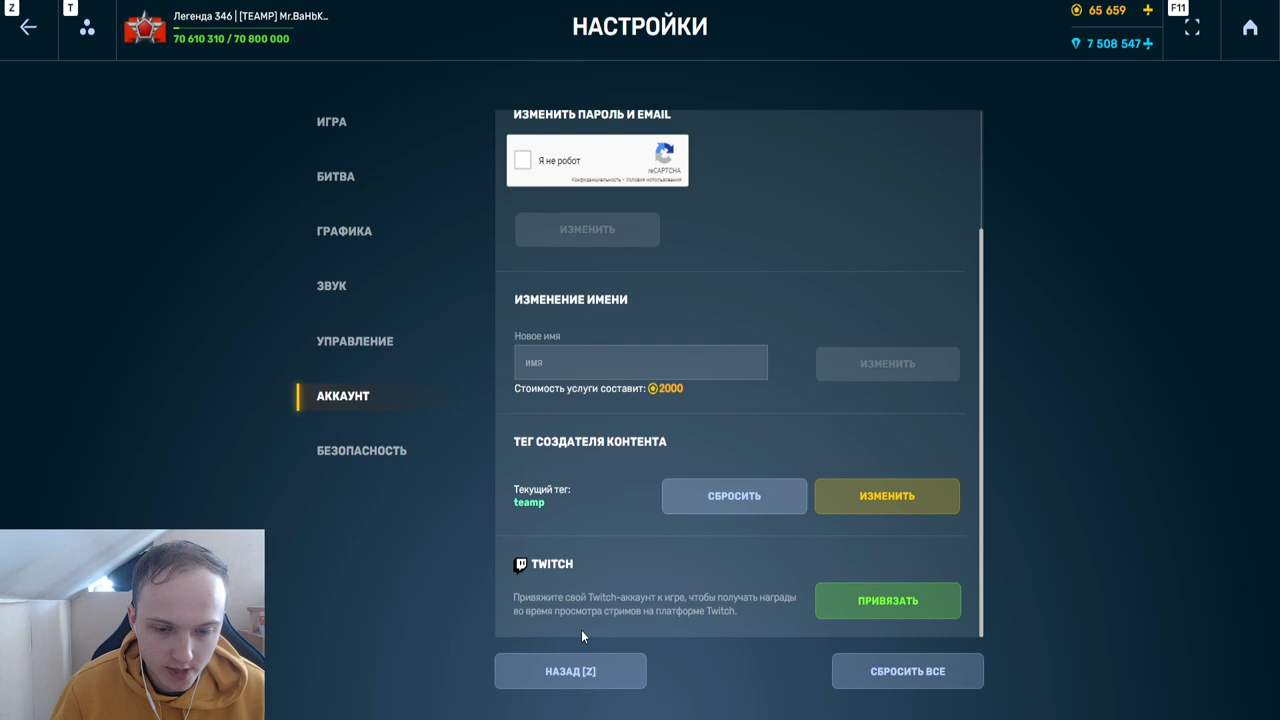 Z
T
Легенда 346 | [TEAMP] Mr.BaHbK...
70 610 310 / 70 800 000
НАСТРОЙКИ
65 659 +
7 508 547+
F11
ИГРА
БИТВА
ГРАФИКА
ЗВУК
УПРАВЛЕНИЕ
АККАУНТ
БЕЗОПАСНОСТЬ
ИЗМЕНИТЬ ПАРОЛЬ И EMAIL
Я не робот
reCAPTCHA
Конфиденциальность - Условия использования
ИЗМЕНИТЬ
ИЗМЕНЕНИЕ ИМЕНИ
Новое имя
ИМЯ
ИЗМЕНИТЬ
Стоимость услуги составит: 2000
ТЕГ СОЗДАТЕЛЯ КОНТЕНТА
Текущий тег:
teamp
СБРОСИТЬ
ИЗМЕНИТЬ
TWITCH
Привяжите свой Twitch-аккаунт к игре, чтобы получать награды
во время просмотра стримов на платформе Twitch.
ПРИВЯЗАТЬ
НАЗАД [Z]
СБРОСИТЬ ВСЕ